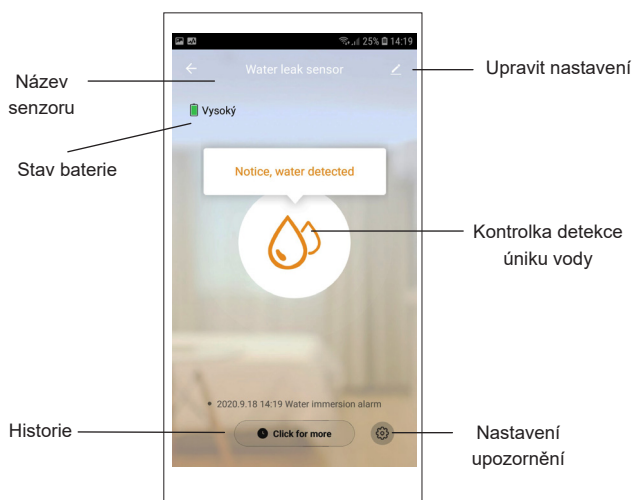 25% 14:19
Water leak sensor
Upravit nastavení
Název
senzoru
Vysoký
Stav baterie
Notice, water detected
Kontrolka detekce
úniku vody
2020.9.18 14:19 Water immersion alarm
Historie
Click for more
Nastavení
upozornění